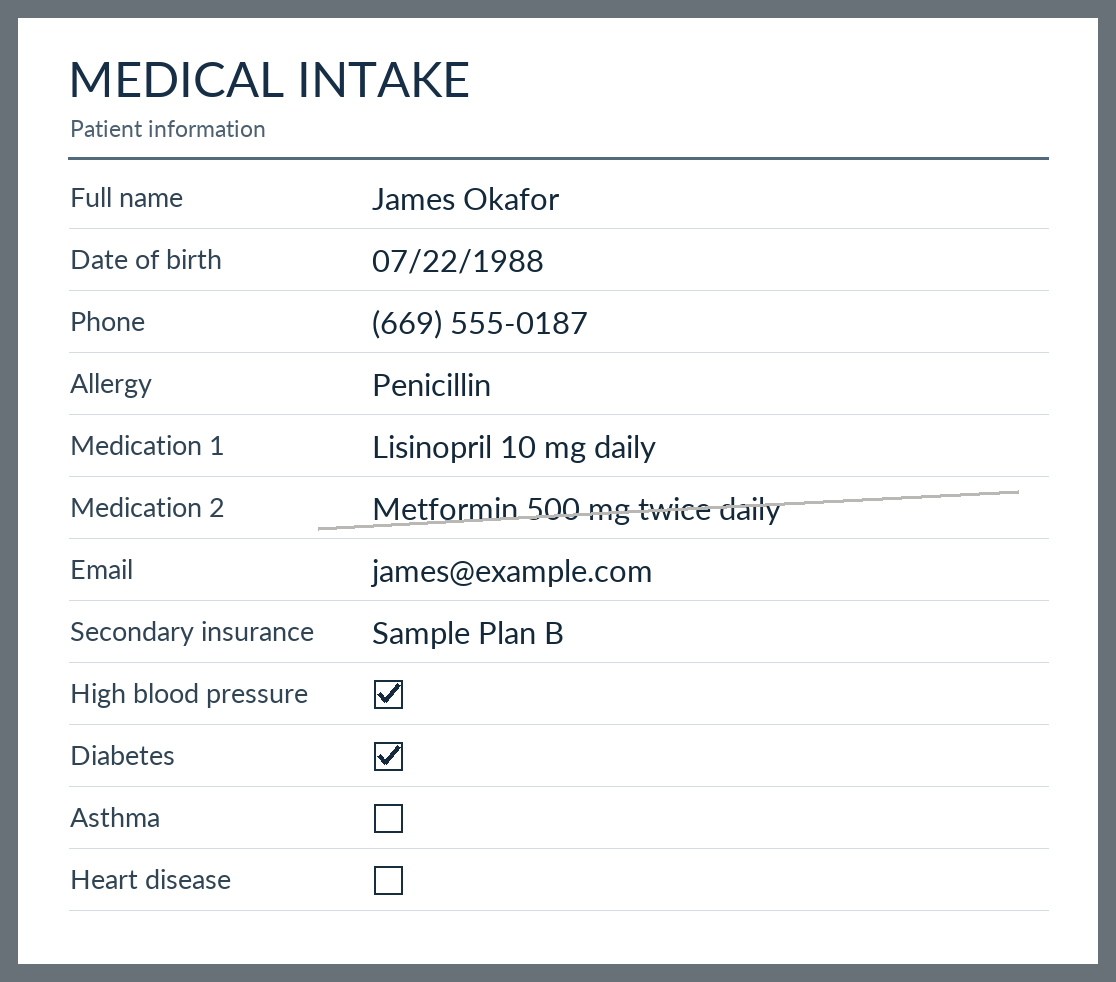 MEDICAL INTAKE
Patient information
Full name James Okafor
Date of birth 07/22/1988
Phone (669) 555-0187
Allergy Penicillin
Medication 1 Lisinopril 10 mg daily
Medication 2 Metformin 500 mg twice daily
Email james@example.com
Secondary insurance Sample Plan B
High blood pressure ☑
Diabetes ☑
Asthma ☐
Heart disease ☐